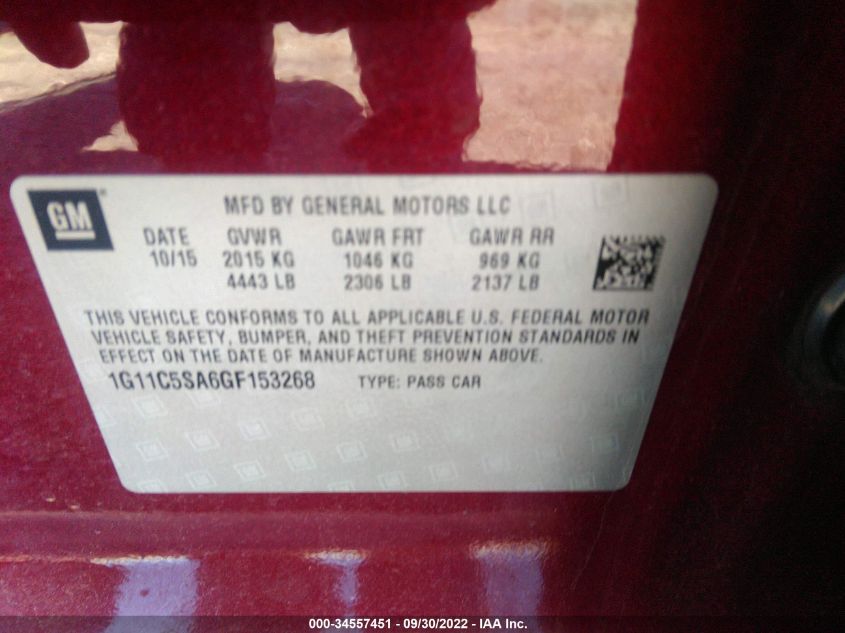 GM
MFD BY GENERAL MOTORS LLC
DATE GVWR GAWR FRT GAWR RR
10/15 2015 KG 1046 KG 969 KG
4443 LB 2306 LB 2137 LB
THIS VEHICLE CONFORMS TO ALL APPLICABLE U.S. FEDERAL MOTOR
VEHICLE SAFETY, BUMPER, AND THEFT PREVENTION STANDARDS IN
EFFECT ON THE DATE OF MANUFACTURE SHOWN ABOVE.
1G11C5SA6GF153268 TYPE: PASS CAR
000-34557451 - 09/30/2022 - IAA Inc.